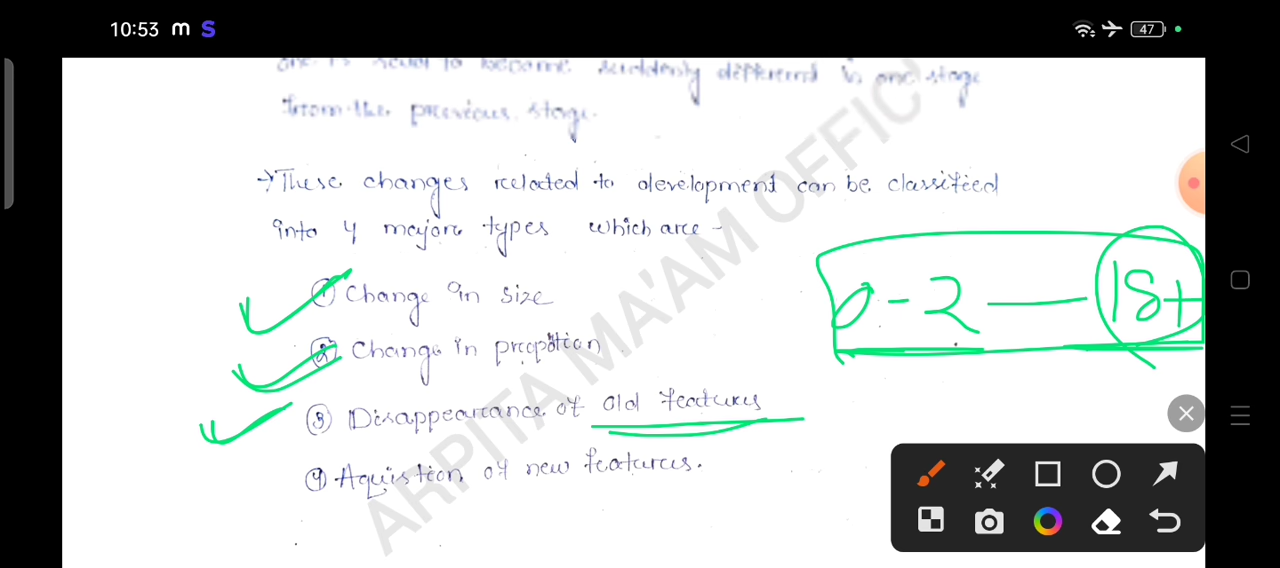 10:53 m S 47
from the previous stage.
→ These changes related to development can be classified
into 4 major types which are -
① Change in size
② Change in propotion
③ Disappearance of old features
④ Aquistion of new features.
0-2 — 18+
ARPITA MA'AM OFFIC